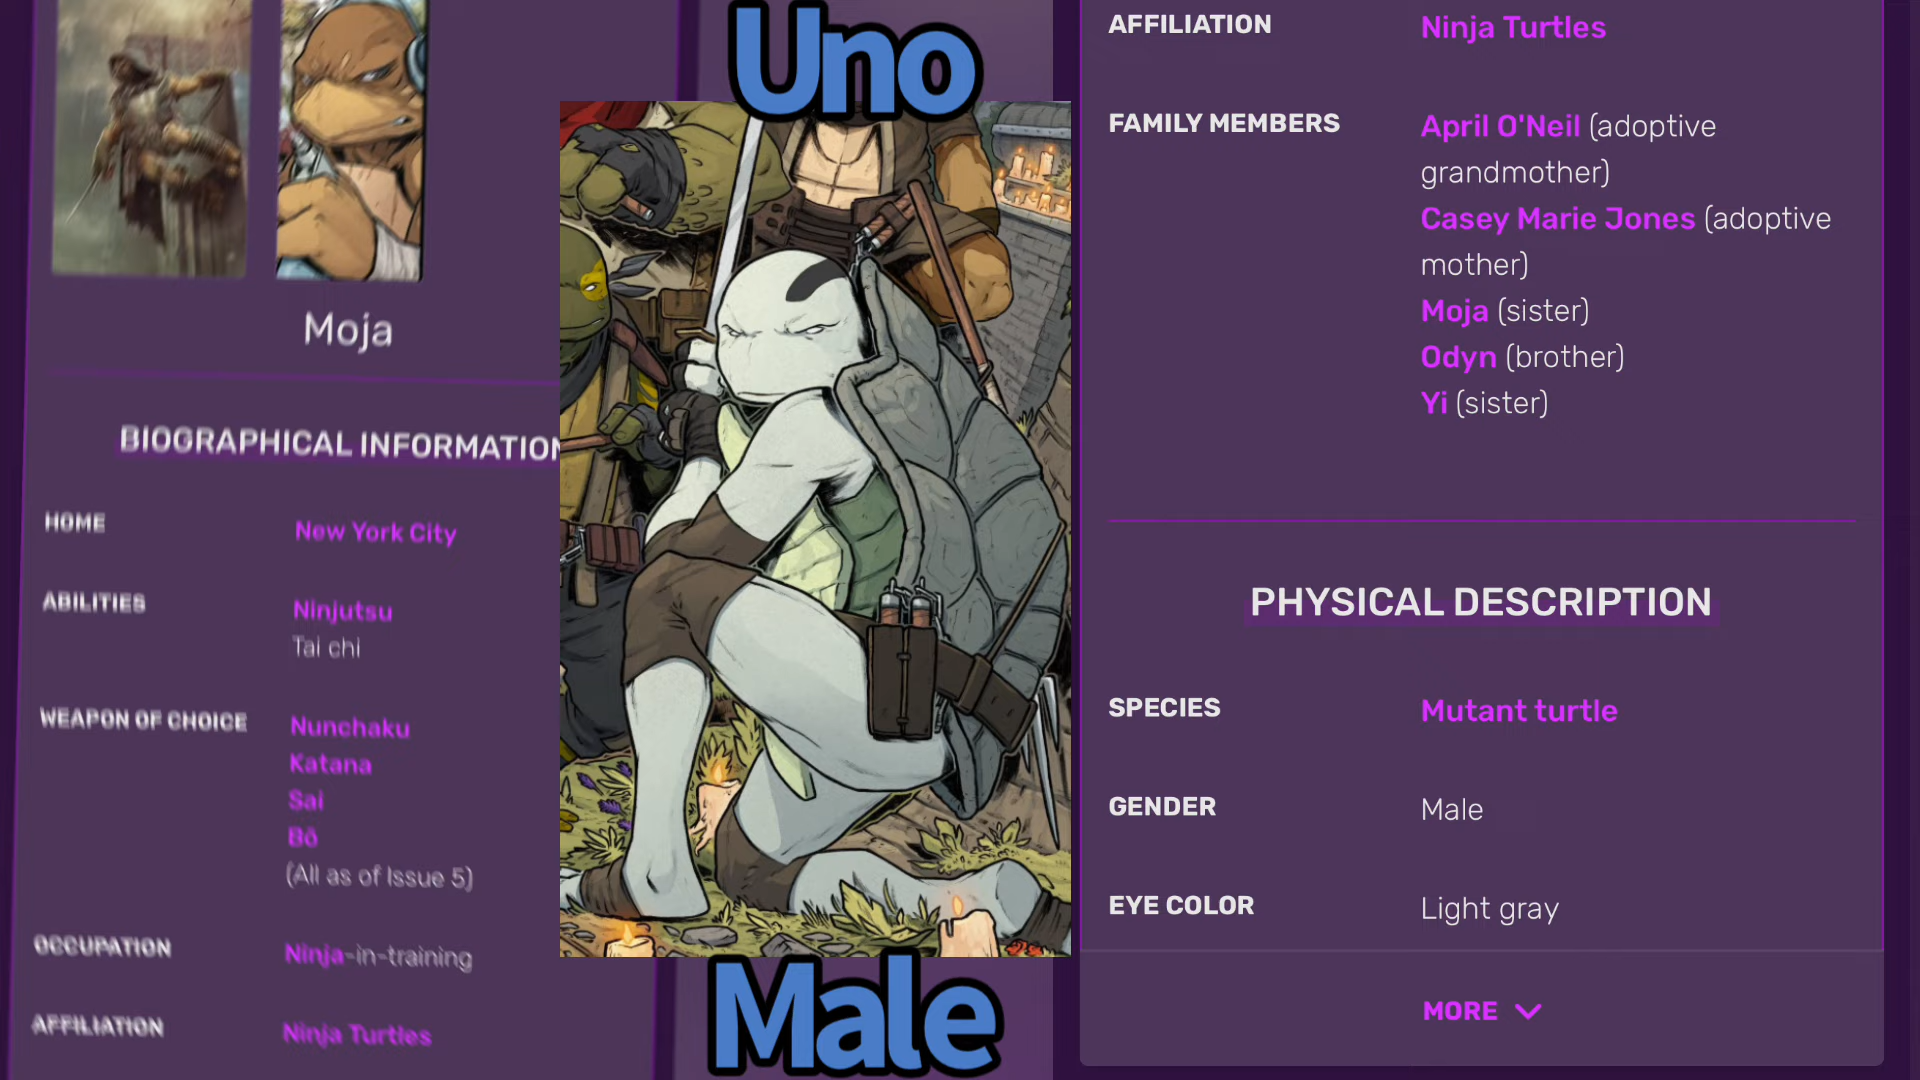 Uno
Moja
BIOGRAPHICAL INFORMATION
HOME
New York City
ABILITIES
Ninjutsu
Tai chi
WEAPON OF CHOICE
Nunchaku
Katana
Sai
Bō
(All as of Issue 5)
OCCUPATION
Ninja-in-training
AFFILIATION
Ninja Turtles
Male
AFFILIATION
Ninja Turtles
FAMILY MEMBERS
April O'Neil (adoptive
grandmother)
Casey Marie Jones (adoptive
mother)
Moja (sister)
Odyn (brother)
Yi (sister)
PHYSICAL DESCRIPTION
SPECIES
Mutant turtle
GENDER
Male
EYE COLOR
Light gray
MORE